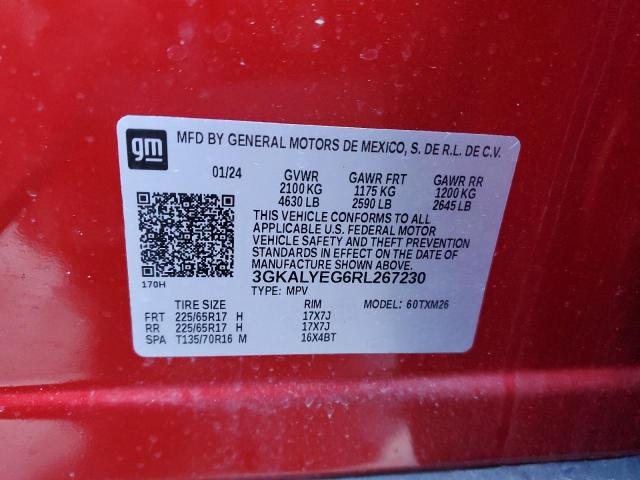 gm MFD BY GENERAL MOTORS DE MEXICO, S. DE R.L. DE C.V.
01/24 GVWR GAWR FRT GAWR RR
2100 KG 1175 KG 1200 KG
4630 LB 2590 LB 2645 LB
THIS VEHICLE CONFORMS TO ALL
APPLICABLE U.S. FEDERAL MOTOR
VEHICLE SAFETY AND THEFT PREVENTION
STANDARDS IN EFFECT ON THE DATE OF
MANUFACTURE SHOWN ABOVE.
170H 3GKALYEG6RL267230
TYPE: MPV
TIRE SIZE RIM MODEL: 60TXM26
FRT 225/65R17 H 17X7J
RR 225/65R17 H 17X7J
SPA T135/70R16 M 16X4BT